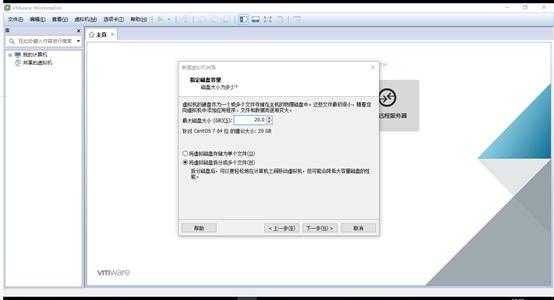 VMware Workstation
文件(F) 编辑(E) 查看(V) 虚拟机(M) 选项卡(T) 帮助(H)
库
在此处键入内容进行搜索
我的计算机
共享的虚拟机
主页
新建虚拟机向导
指定磁盘容量
磁盘大小为多少?
虚拟机的硬盘作为一个或多个文件存储在主机的物理磁盘中。这些文件最初很小，随着您
向虚拟机中添加应用程序、文件和数据而逐渐变大。
最大磁盘大小 (GB)(S): 20.0
针对 CentOS 7 64 位 的建议大小: 20 GB
将虚拟磁盘存储为单个文件(O)
将虚拟磁盘拆分成多个文件(M)
拆分磁盘后，可以更轻松地在计算机之间移动虚拟机，但可能会降低大容量磁盘的性
能。
帮助 < 上一步(B) 下一步(N) > 取消
远程服务器
vmware